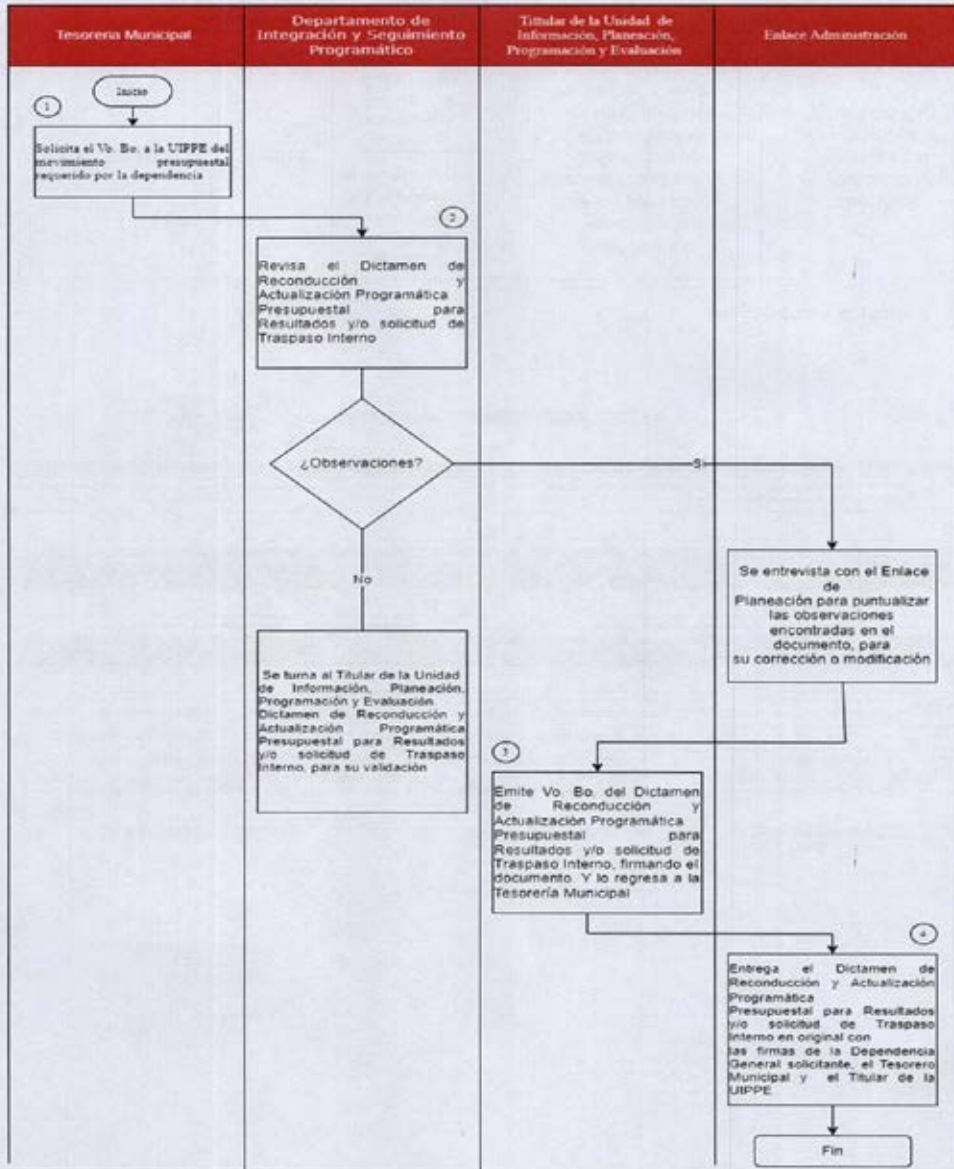 Tesorería Municipal
Departamento de
Integración y Seguimiento
Programático
Tittular de la Unidad de
Información, Planeación,
Programación y Evaluación
Enlace Administración
Inicio
1
Solicita el Vo. Bo. a la UIPPE del
movimiento presupuestal
requerido por la dependencia
2
Revisa el Dictamen de
Reconducción y
Actualización Programática
Presupuestal para
Resultados y/o solicitud de
Traspaso Interno
¿Observaciones?
Si
No
Se entrevista con el Enlace
de
Planeación para puntualizar
las observaciones
encontradas en el
documento, para
su corrección o modificación
Se turna al Titular de la Unidad
de Información, Planeación,
Programación y Evaluación
Dictamen de Reconducción y
Actualización Programática
Presupuestal para Resultados
y/o solicitud de Traspaso
Interno, para su validación
3
Emite Vo. Bo. del Dictamen
de Reconducción y
Actualización Programática
Presupuestal para
Resultados y/o solicitud de
Traspaso Interno, firmando el
documento. Y lo regresa a la
Tesorería Municipal
4
Entrega el Dictamen de
Reconducción y Actualización
Programática
Presupuestal para Resultados
y/o solicitud de Traspaso
Interno en original con
las firmas de la Dependencia
General solicitante, el Tesorero
Municipal y el Titular de la
UIPPE
Fin